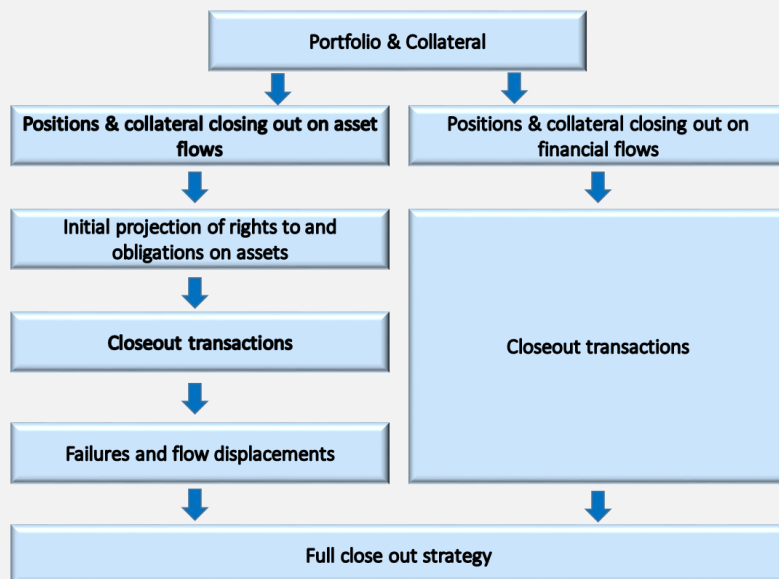 Portfolio & Collateral
Positions & collateral closing out on asset
flows
Positions & collateral closing out on
financial flows
Initial projection of rights to and
obligations on assets
Closeout transactions
Closeout transactions
Failures and flow displacements
Full close out strategy